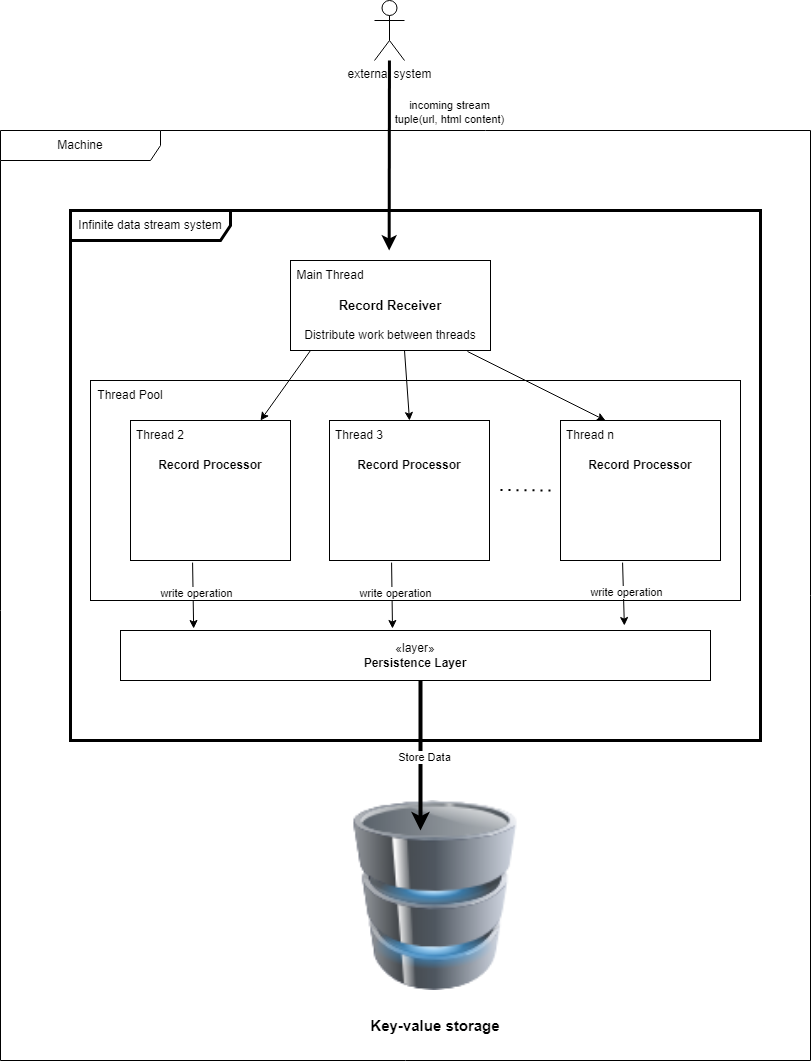 external system
incoming stream
tuple(url, html content)
Machine
Infinite data stream system
Main Thread
Record Receiver
Distribute work between threads
Thread Pool
Thread 2
Record Processor
Thread 3
Record Processor
Thread n
Record Processor
.......
write operation
write operation
write operation
«layer»
Persistence Layer
Store Data
Key-value storage